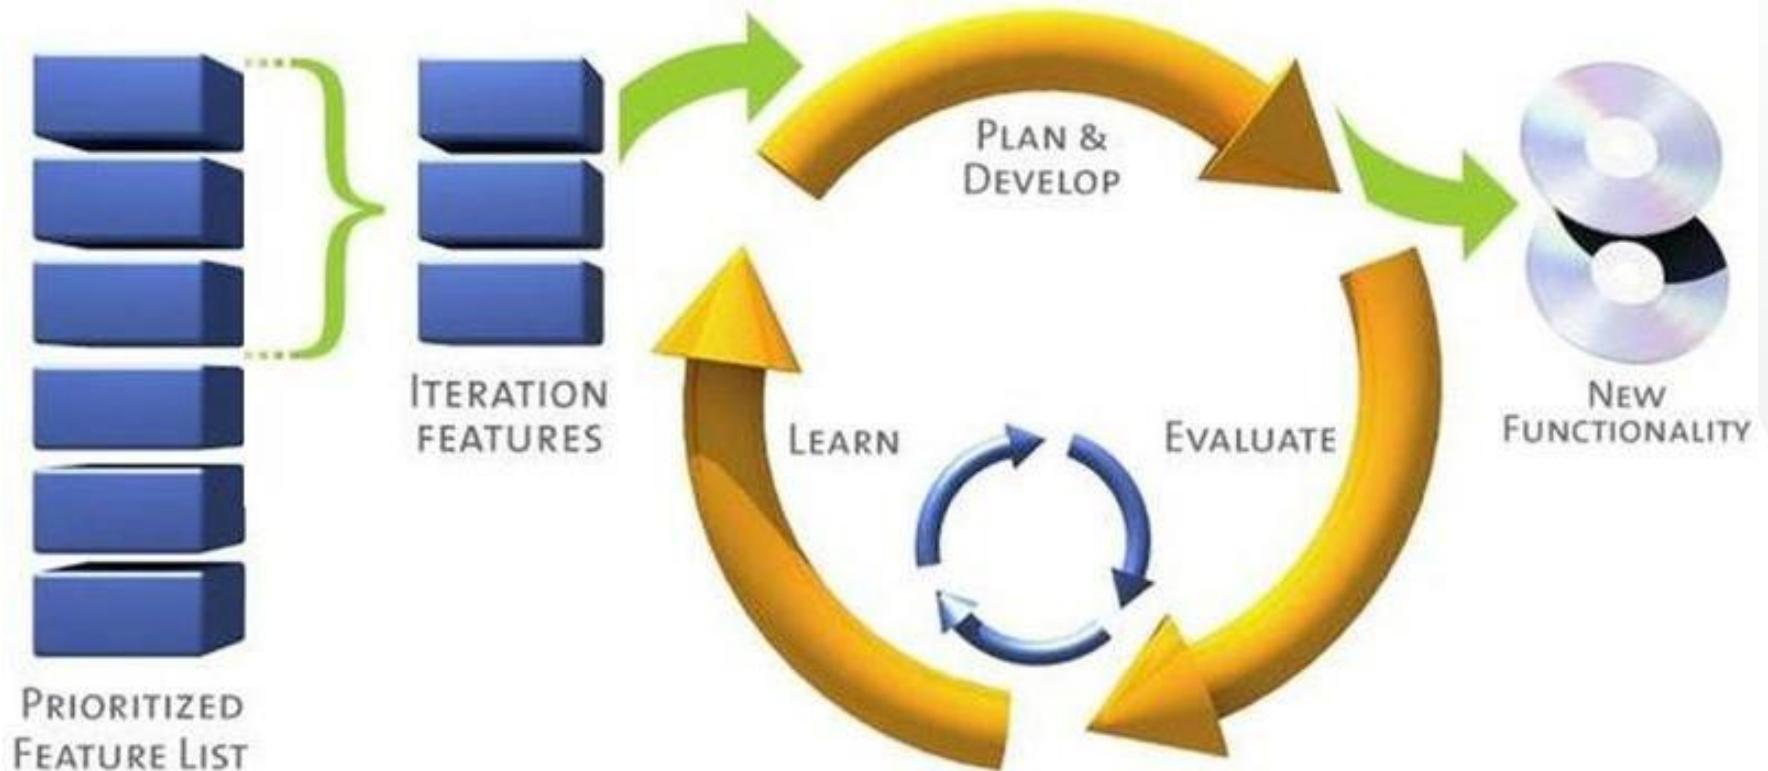 PRIORITIZED
FEATURE LIST
ITERATION
FEATURES
PLAN &
DEVELOP
LEARN
EVALUATE
NEW
FUNCTIONALITY